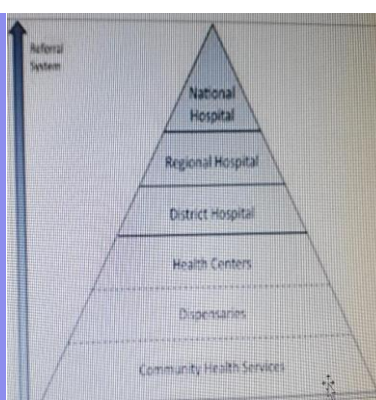 Referral
System
National
Hospital
Regional Hospital
District Hospital
Health Centers
Dispensaries
Community Health Services